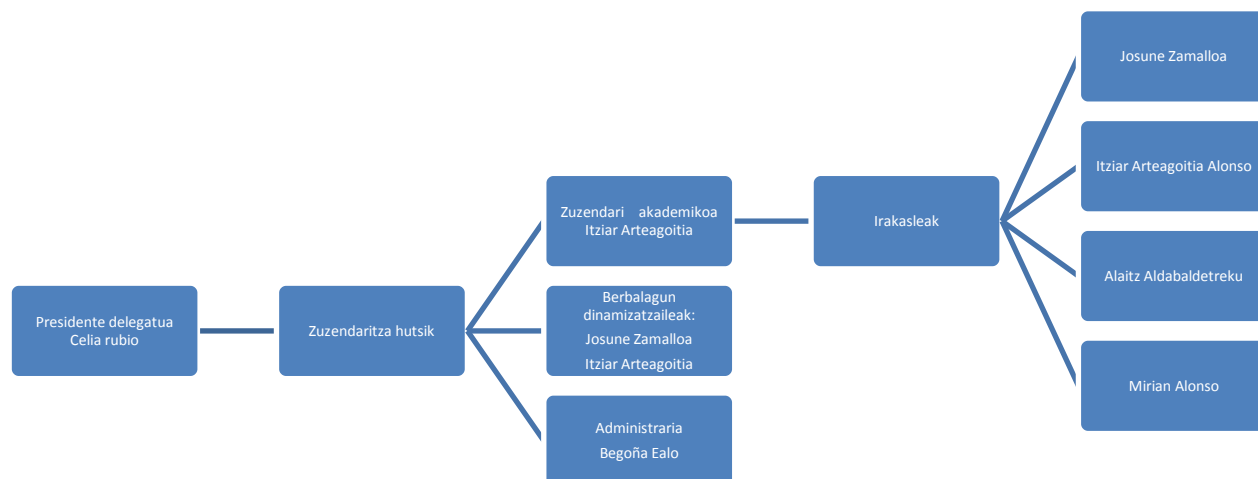 Presidente delegatua
Celia rubio
Zuzendaritza hutsik
Zuzendari akademikoa
Itziar Arteagoitia
Berbalagun
dinamizatzaileak:
Josune Zamalloa
Itziar Arteagoitia
Administraria
Begoña Ealo
Irakasleak
Josune Zamalloa
Itziar Arteagoitia Alonso
Alaitz Aldabaldetreku
Mirian Alonso